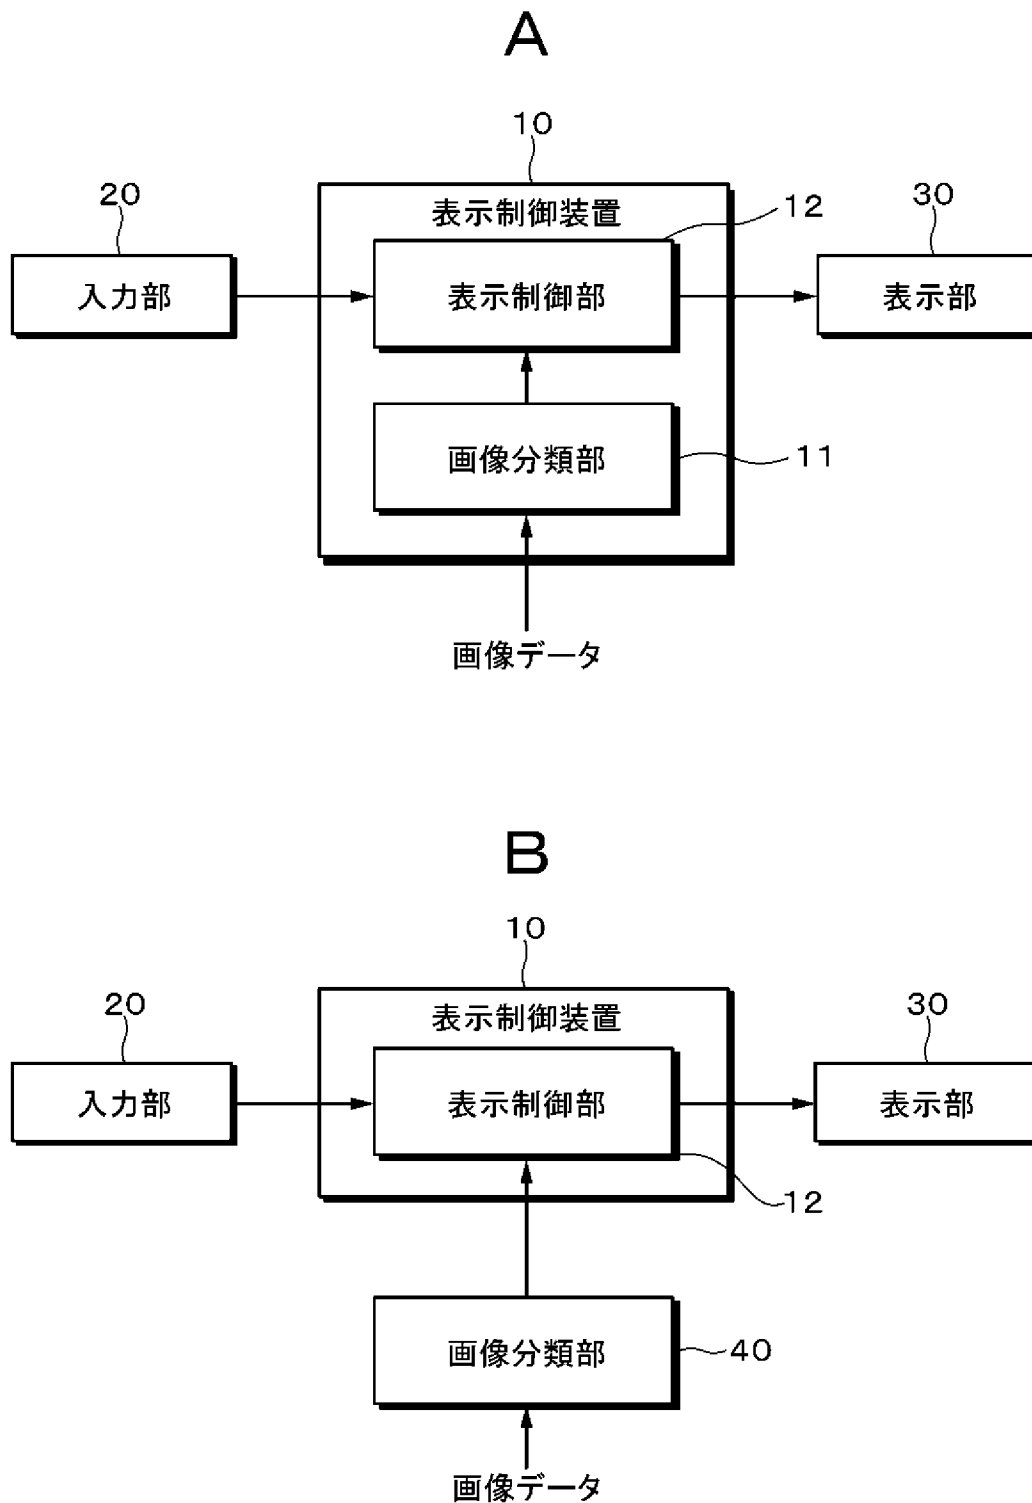 A
10
20
表示制御装置
12
30
入力部
表示制御部
表示部
画像分類部
11
画像データ
B
10
20
表示制御装置
30
入力部
表示制御部
表示部
12
画像分類部
40
画像データ